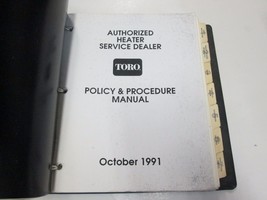 AUTHORIZED
HEATER
SERVICE DEALER
TORO
POLICY & PROCEDURE
MANUAL
October 1991